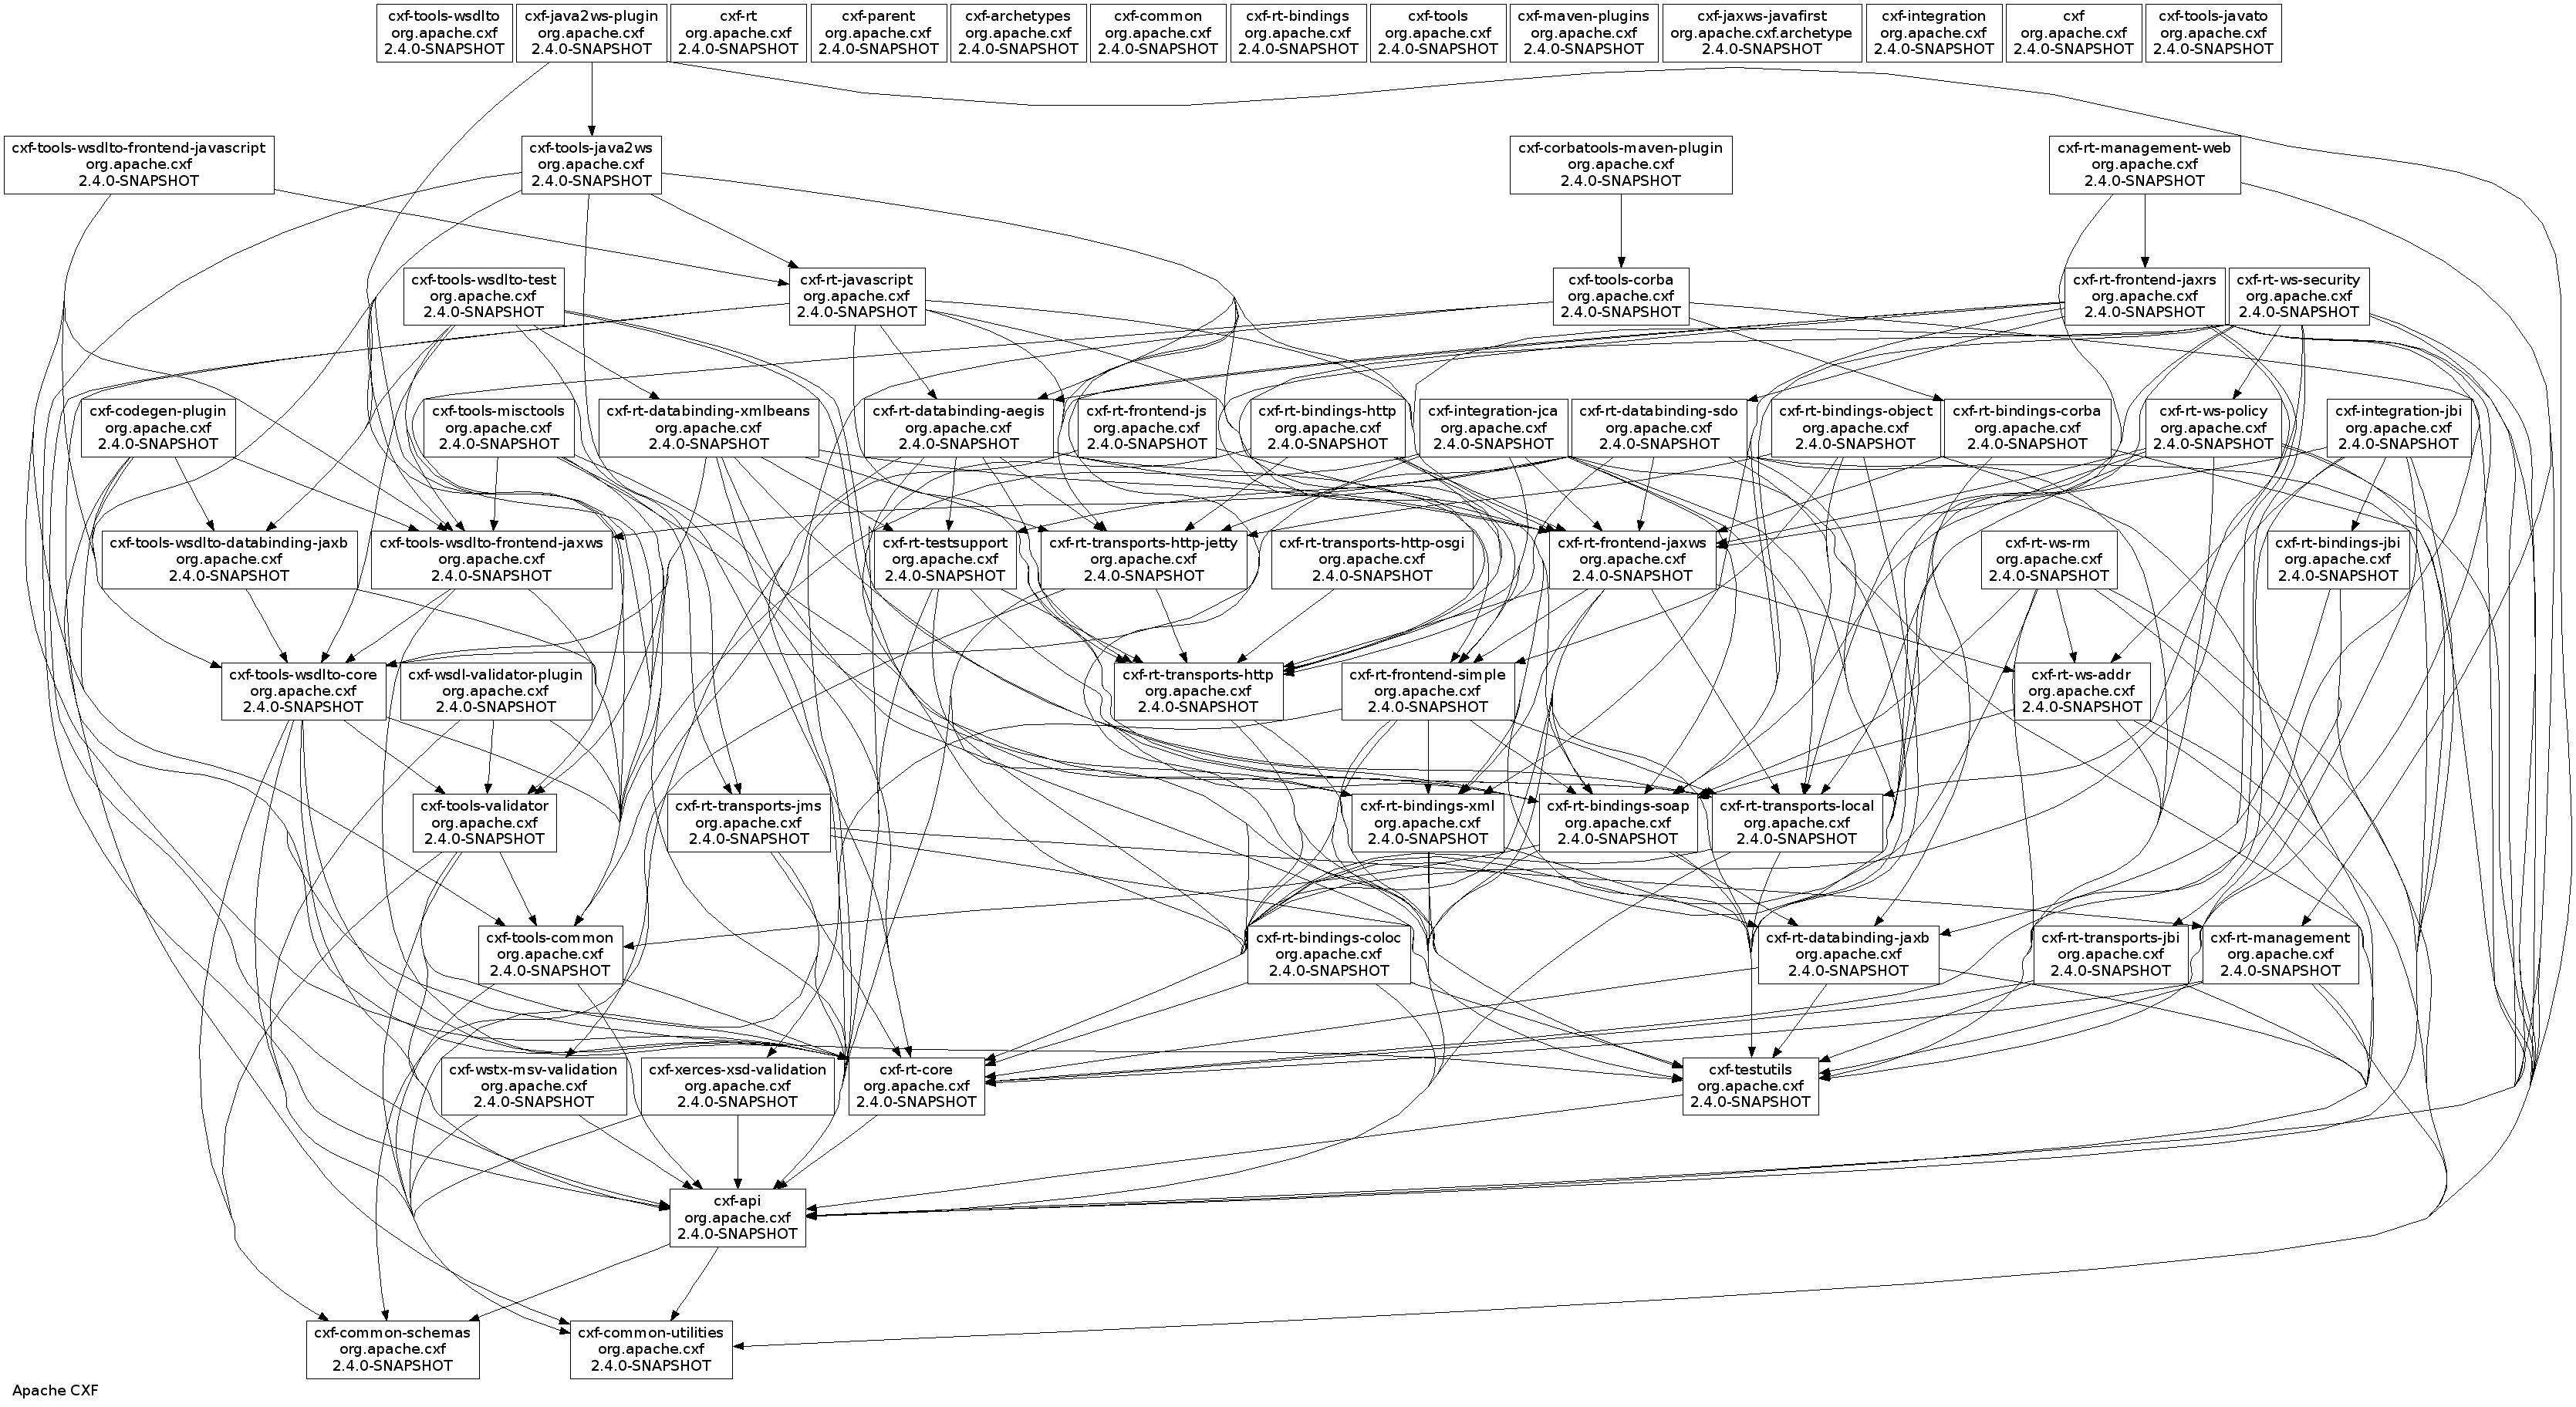 cxf-tools-wsdlto
org.apache.cxf
2.4.0-SNAPSHOT
cxf-java2ws-plugin
org.apache.cxf
2.4.0-SNAPSHOT
cxf-rt
org.apache.cxf
2.4.0-SNAPSHOT
cxf-parent
org.apache.cxf
2.4.0-SNAPSHOT
cxf-archetypes
org.apache.cxf
2.4.0-SNAPSHOT
cxf-common
org.apache.cxf
2.4.0-SNAPSHOT
cxf-rt-bindings
org.apache.cxf
2.4.0-SNAPSHOT
cxf-tools
org.apache.cxf
2.4.0-SNAPSHOT
cxf-maven-plugins
org.apache.cxf
2.4.0-SNAPSHOT
cxf-jaxws-javafirst
org.apache.cxf.archetype
2.4.0-SNAPSHOT
cxf-integration
org.apache.cxf
2.4.0-SNAPSHOT
cxf
org.apache.cxf
2.4.0-SNAPSHOT
cxf-tools-javato
org.apache.cxf
2.4.0-SNAPSHOT
cxf-tools-wsdlto-frontend-javascript
org.apache.cxf
2.4.0-SNAPSHOT
cxf-tools-java2ws
org.apache.cxf
2.4.0-SNAPSHOT
cxf-corbatools-maven-plugin
org.apache.cxf
2.4.0-SNAPSHOT
cxf-rt-management-web
org.apache.cxf
2.4.0-SNAPSHOT
cxf-tools-wsdlto-test
org.apache.cxf
2.4.0-SNAPSHOT
cxf-rt-javascript
org.apache.cxf
2.4.0-SNAPSHOT
cxf-tools-corba
org.apache.cxf
2.4.0-SNAPSHOT
cxf-rt-frontend-jaxrs
org.apache.cxf
2.4.0-SNAPSHOT
cxf-rt-ws-security
org.apache.cxf
2.4.0-SNAPSHOT
cxf-codegen-plugin
org.apache.cxf
2.4.0-SNAPSHOT
cxf-tools-misctools
org.apache.cxf
2.4.0-SNAPSHOT
cxf-rt-databinding-xmlbeans
org.apache.cxf
2.4.0-SNAPSHOT
cxf-rt-databinding-aegis
org.apache.cxf
2.4.0-SNAPSHOT
cxf-rt-frontend-js
org.apache.cxf
2.4.0-SNAPSHOT
cxf-rt-bindings-http
org.apache.cxf
2.4.0-SNAPSHOT
cxf-integration-jca
org.apache.cxf
2.4.0-SNAPSHOT
cxf-rt-databinding-sdo
org.apache.cxf
2.4.0-SNAPSHOT
cxf-rt-bindings-object
org.apache.cxf
2.4.0-SNAPSHOT
cxf-rt-bindings-corba
org.apache.cxf
2.4.0-SNAPSHOT
cxf-rt-ws-policy
org.apache.cxf
2.4.0-SNAPSHOT
cxf-integration-jbi
org.apache.cxf
2.4.0-SNAPSHOT
cxf-tools-wsdlto-databinding-jaxb
org.apache.cxf
2.4.0-SNAPSHOT
cxf-tools-wsdlto-frontend-jaxws
org.apache.cxf
2.4.0-SNAPSHOT
cxf-rt-testsupport
org.apache.cxf
2.4.0-SNAPSHOT
cxf-rt-transports-http-jetty
org.apache.cxf
2.4.0-SNAPSHOT
cxf-rt-transports-http-osgi
org.apache.cxf
2.4.0-SNAPSHOT
cxf-rt-frontend-jaxws
org.apache.cxf
2.4.0-SNAPSHOT
cxf-rt-ws-rm
org.apache.cxf
2.4.0-SNAPSHOT
cxf-rt-bindings-jbi
org.apache.cxf
2.4.0-SNAPSHOT
cxf-tools-wsdlto-core
org.apache.cxf
2.4.0-SNAPSHOT
cxf-wsdl-validator-plugin
org.apache.cxf
2.4.0-SNAPSHOT
cxf-rt-transports-http
org.apache.cxf
2.4.0-SNAPSHOT
cxf-rt-frontend-simple
org.apache.cxf
2.4.0-SNAPSHOT
cxf-rt-ws-addr
org.apache.cxf
2.4.0-SNAPSHOT
cxf-tools-validator
org.apache.cxf
2.4.0-SNAPSHOT
cxf-rt-transports-jms
org.apache.cxf
2.4.0-SNAPSHOT
cxf-rt-bindings-xml
org.apache.cxf
2.4.0-SNAPSHOT
cxf-rt-bindings-soap
org.apache.cxf
2.4.0-SNAPSHOT
cxf-rt-transports-local
org.apache.cxf
2.4.0-SNAPSHOT
cxf-tools-common
org.apache.cxf
2.4.0-SNAPSHOT
cxf-rt-bindings-coloc
org.apache.cxf
2.4.0-SNAPSHOT
cxf-rt-databinding-jaxb
org.apache.cxf
2.4.0-SNAPSHOT
cxf-rt-transports-jbi
org.apache.cxf
2.4.0-SNAPSHOT
cxf-rt-management
org.apache.cxf
2.4.0-SNAPSHOT
cxf-wstx-msv-validation
org.apache.cxf
2.4.0-SNAPSHOT
cxf-xerces-xsd-validation
org.apache.cxf
2.4.0-SNAPSHOT
cxf-rt-core
org.apache.cxf
2.4.0-SNAPSHOT
cxf-testutils
org.apache.cxf
2.4.0-SNAPSHOT
cxf-api
org.apache.cxf
2.4.0-SNAPSHOT
cxf-common-schemas
org.apache.cxf
2.4.0-SNAPSHOT
cxf-common-utilities
org.apache.cxf
2.4.0-SNAPSHOT
Apache CXF